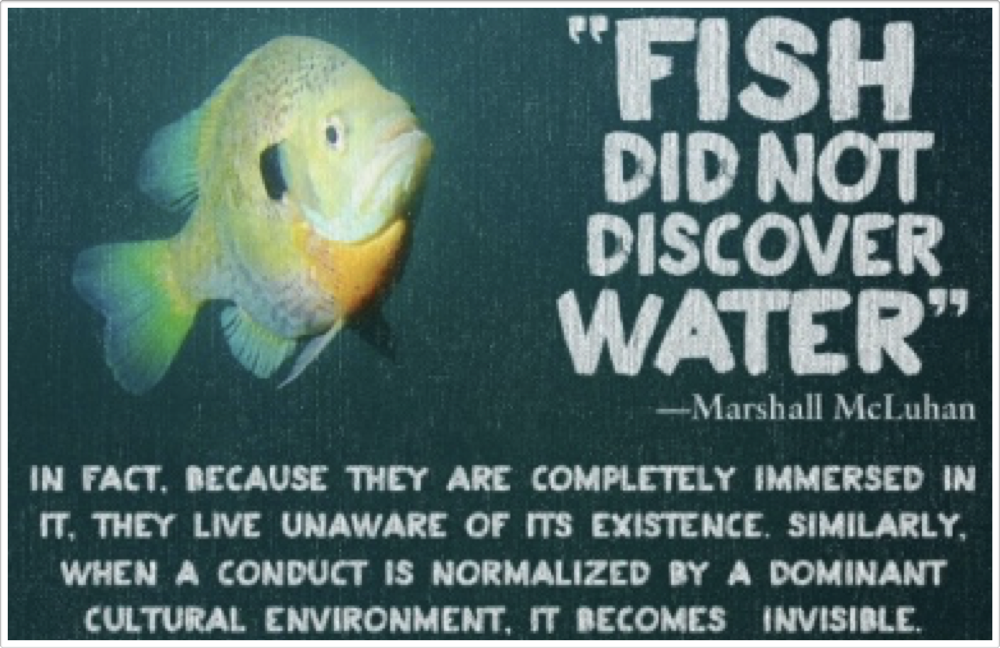 "FISH
DID NOT
DISCOVER
WATER"
—Marshall McLuhan
IN FACT, BECAUSE THEY ARE COMPLETELY IMMERSED IN
IT, THEY LIVE UNAWARE OF ITS EXISTENCE. SIMILARLY,
WHEN A CONDUCT IS NORMALIZED BY A DOMINANT
CULTURAL ENVIRONMENT, IT BECOMES INVISIBLE.